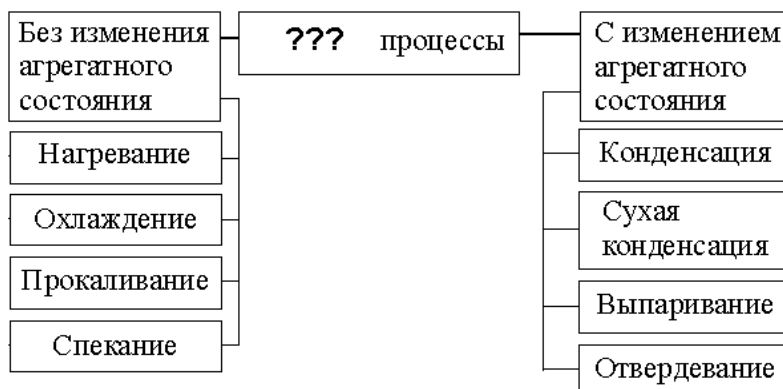 Без изменения
агрегатного
состояния
??? процессы
С изменением
агрегатного
состояния
Нагревание
Охлаждение
Прокаливание
Спекание
Конденсация
Сухая
конденсация
Выпаривание
Отвердевание